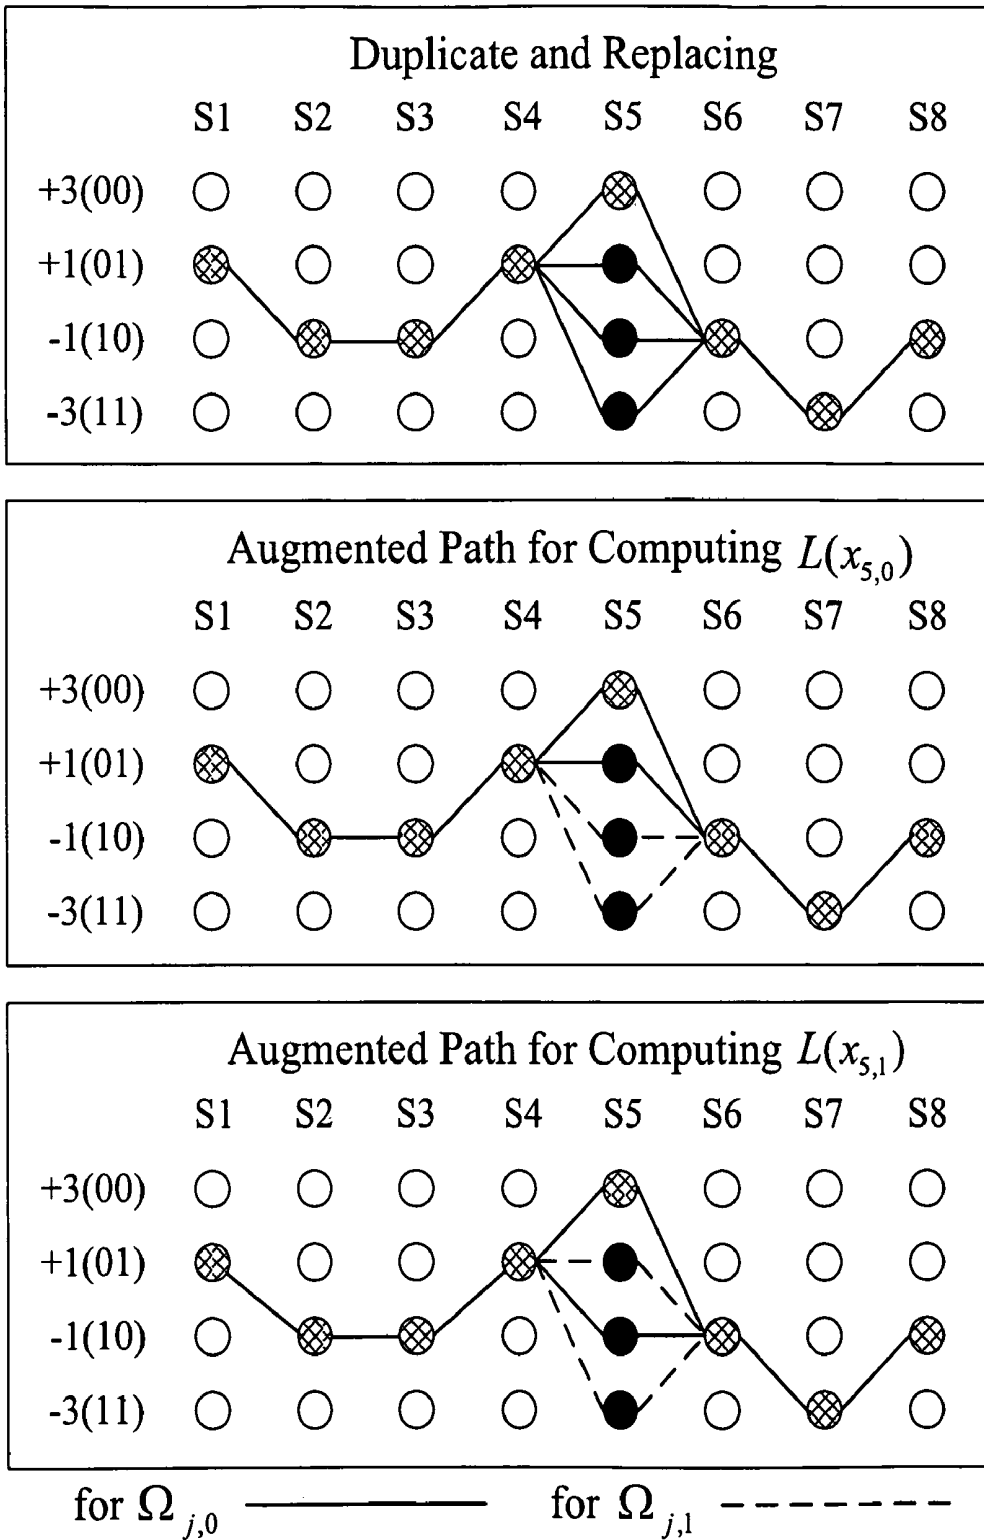 Duplicate and Replacing
S1 S2 S3 S4 S5 S6 S7 S8
+3(00)
+1(01)
-1(10)
-3(11)
Augmented Path for Computing L(x5,0)
S1 S2 S3 S4 S5 S6 S7 S8
+3(00)
+1(01)
-1(10)
-3(11)
Augmented Path for Computing L(x5,1)
S1 S2 S3 S4 S5 S6 S7 S8
+3(00)
+1(01)
-1(10)
-3(11)
for Ωj,0 for Ωj,1